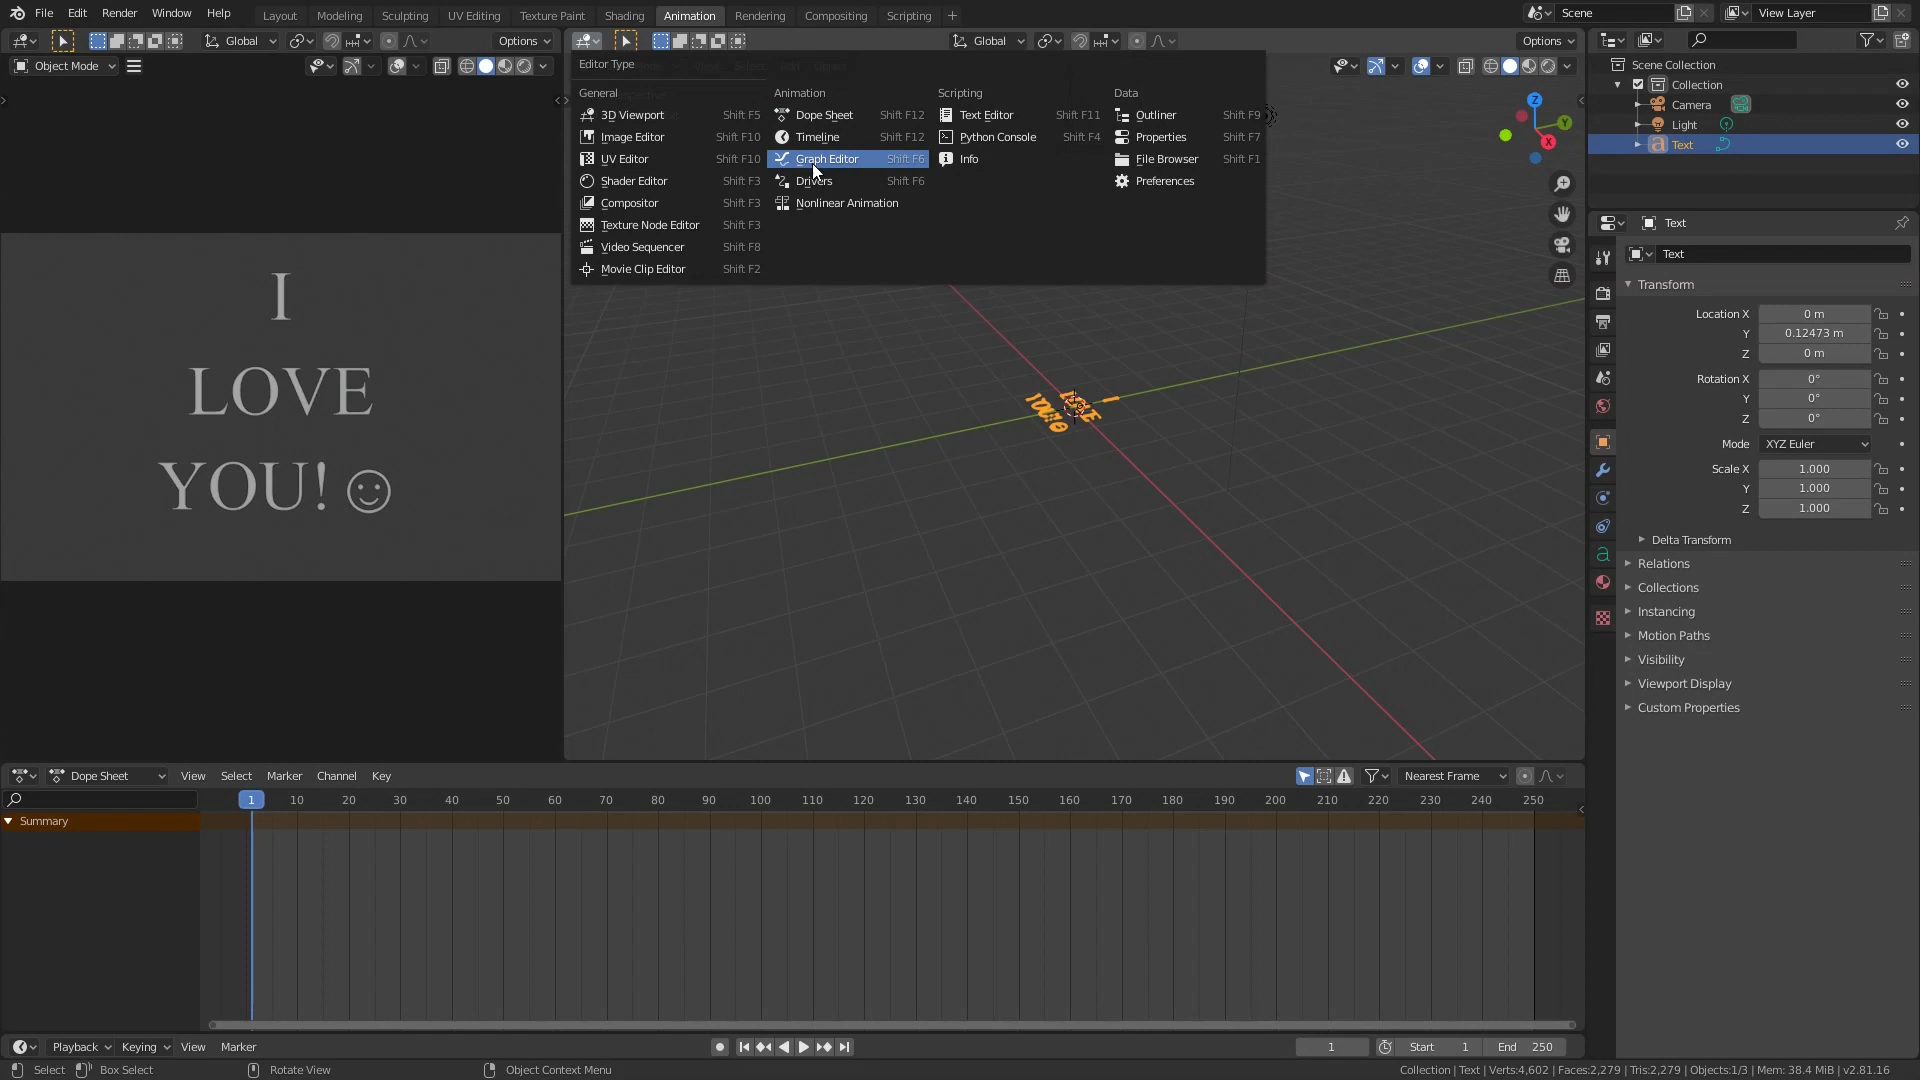 File Edit Render Window Help Layout Modeling Sculpting UV Editing Texture Paint Shading Animation Rendering Compositing Scripting + Scene View Layer
Global Options Global Options
Object Mode
Editor Type
General Animation Scripting Data
3D Viewport Shift F5 Dope Sheet Shift F12 Text Editor Shift F11 Outliner Shift F9
Image Editor Shift F10 Timeline Shift F12 Python Console Shift F4 Properties Shift F7
UV Editor Shift F10 Graph Editor Shift F6 Info File Browser Shift F1
Shader Editor Shift F3 Drivers Shift F6 Preferences
Compositor Shift F3 Nonlinear Animation
Texture Node Editor Shift F3
Video Sequencer Shift F8
Movie Clip Editor Shift F2
I
LOVE
YOU!☺
I
LOVE
YOU!☺
Z
Y
X
Scene Collection
Collection
Camera
Light
Text
Text
Text
Transform
Location X 0 m
Y 0.12473 m
Z 0 m
Rotation X 0°
Y 0°
Z 0°
Mode XYZ Euler
Scale X 1.000
Y 1.000
Z 1.000
Delta Transform
Relations
Collections
Instancing
Motion Paths
Visibility
Viewport Display
Custom Properties
Dope Sheet View Select Marker Channel Key Nearest Frame
1 10 20 30 40 50 60 70 80 90 100 110 120 130 140 150 160 170 180 190 200 210 220 230 240 250
Summary
Playback Keying View Marker 1 Start 1 End 250
Select Box Select Rotate View Object Context Menu Collection | Text | Verts:4,602 | Faces:2,279 | Tris:2,279 | Objects:1/3 | Mem: 38.4 MiB | v2.81.16